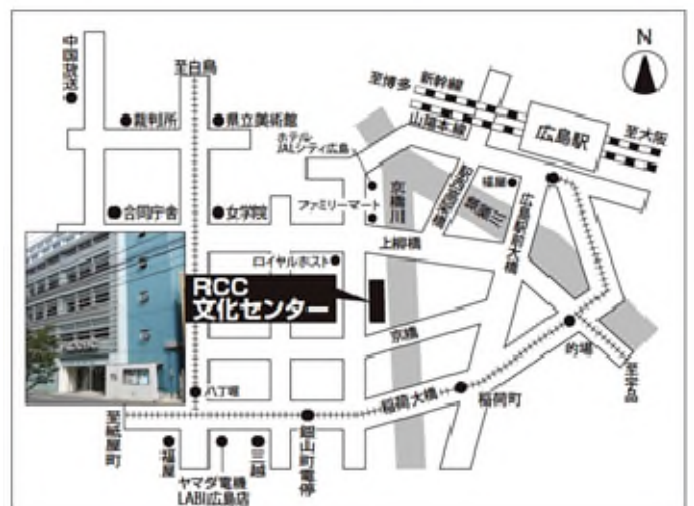 N
中国放送
至白島
裁判所
県立美術館
ホテル
JALシティ広島
至博多
新幹線
山陽本線
広島駅
至大阪
合同庁舎
女学院
ファミリーマート
京橋川
駅西高架橋
福屋
猿猴川
広島駅前大橋
上柳橋
ロイヤルホスト
RCC
文化センター
京橋
的場
至宇品
八丁堀
稲荷大橋
稲荷町
至紙屋町
福屋
ヤマダ電機
LABI広島店
三越
銀山町電停